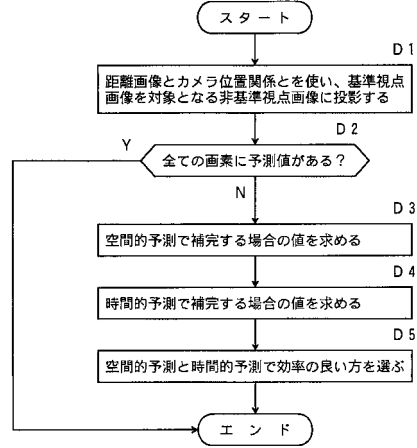 スタート
D1
距離画像とカメラ位置関係とを使い、基準視点
画像を対象となる非基準視点画像に投影する
D2
Y
全ての画素に予測値がある？
N
D3
空間的予測で補完する場合の値を求める
D4
時間的予測で補完する場合の値を求める
D5
空間的予測と時間的予測で効率の良い方を選ぶ
エンド